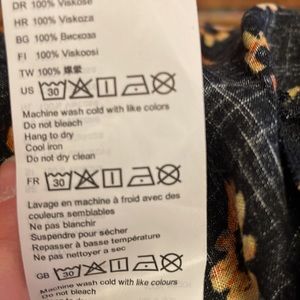 DR 100% Viskose
HR 100% Viskoza
BG 100% Вискоза
FI 100% Viskoosi
TW 100% 嫘縈
US 30
Machine wash cold with like colors
Do not bleach
Hang to dry
Cool iron
Do not dry clean
FR 30
Lavage en machine à froid avec des
couleurs semblables
Ne pas blanchir
Suspendre pour sécher
Repasser à basse température
Ne pas nettoyer a sec
GB 30
Machine wash cold with like colors
Do not bleach